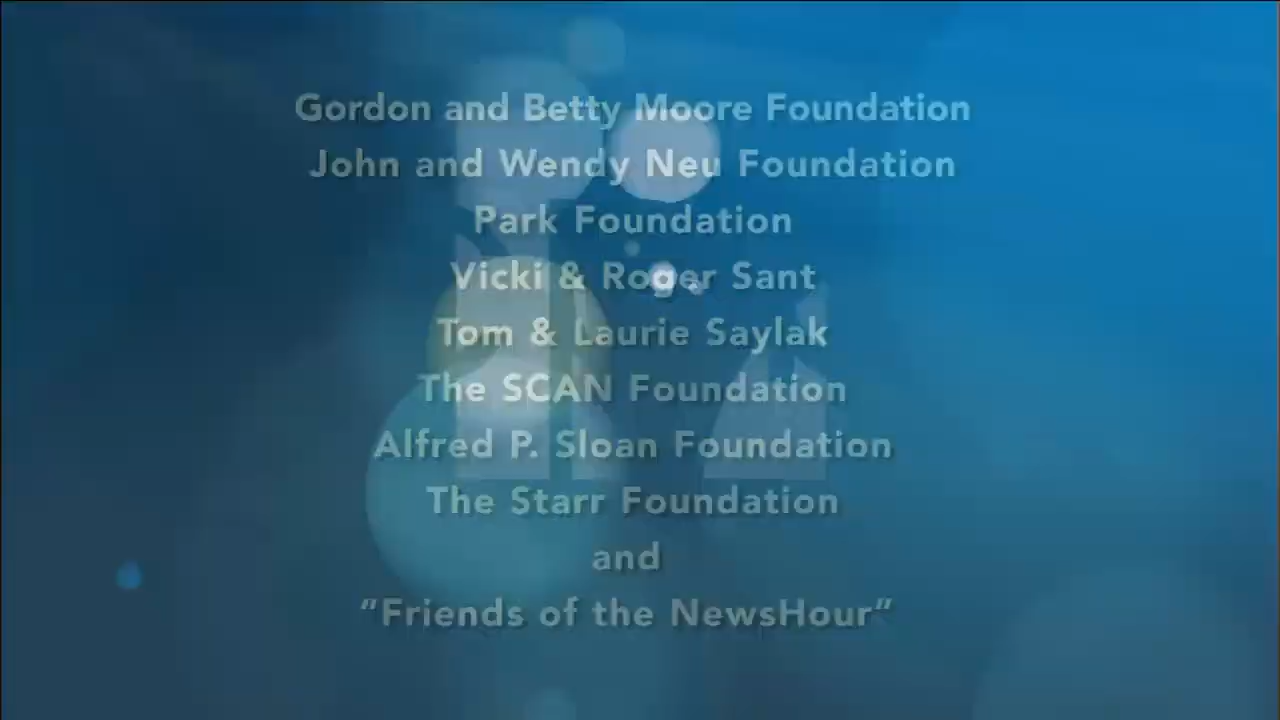 Gordon and Betty Moore Foundation
John and Wendy Neu Foundation
Park Foundation
Vicki & Roger Sant
Tom & Laurie Saylak
The SCAN Foundation
Alfred P. Sloan Foundation
The Starr Foundation
and
“Friends of the NewsHour”